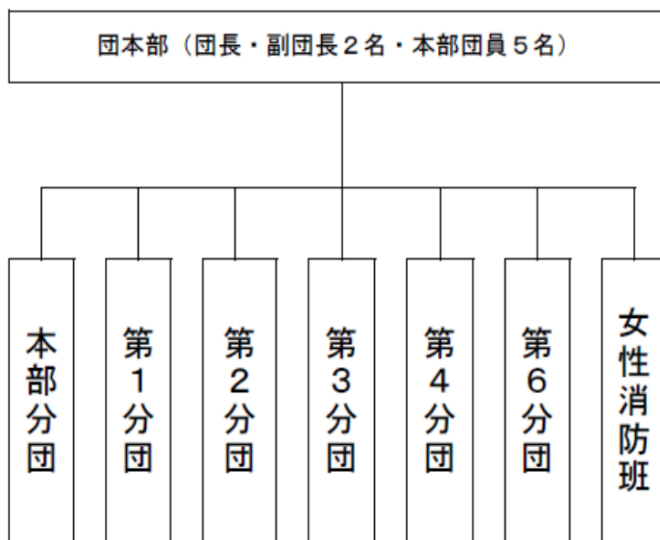 団本部（団長・副団長２名・本部団員５名）
本部分団
第１分団
第２分団
第３分団
第４分団
第６分団
女性消防班